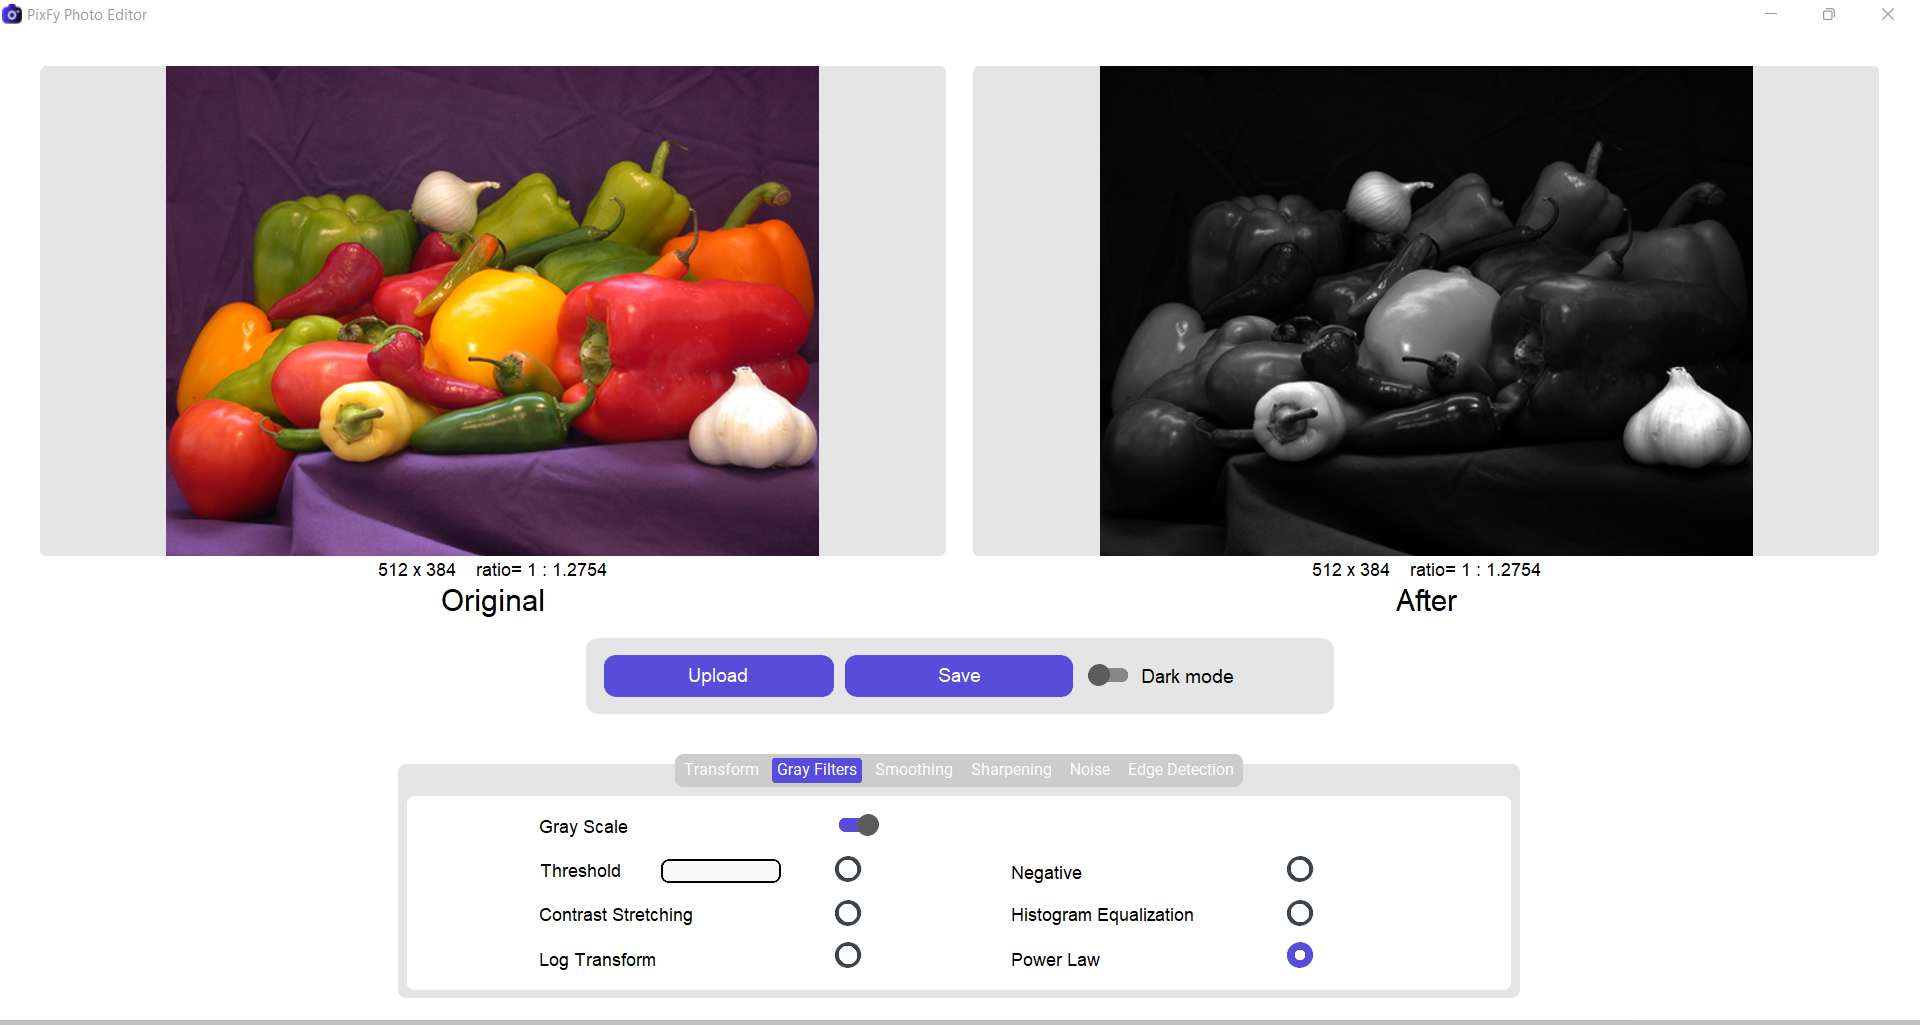 PixFy Photo Editor
512 x 384 ratio= 1 : 1.2754
Original
512 x 384 ratio= 1 : 1.2754
After
Upload Save Dark mode
Transform Gray Filters Smoothing Sharpening Noise Edge Detection
Gray Scale
Threshold Negative
Contrast Stretching Histogram Equalization
Log Transform Power Law